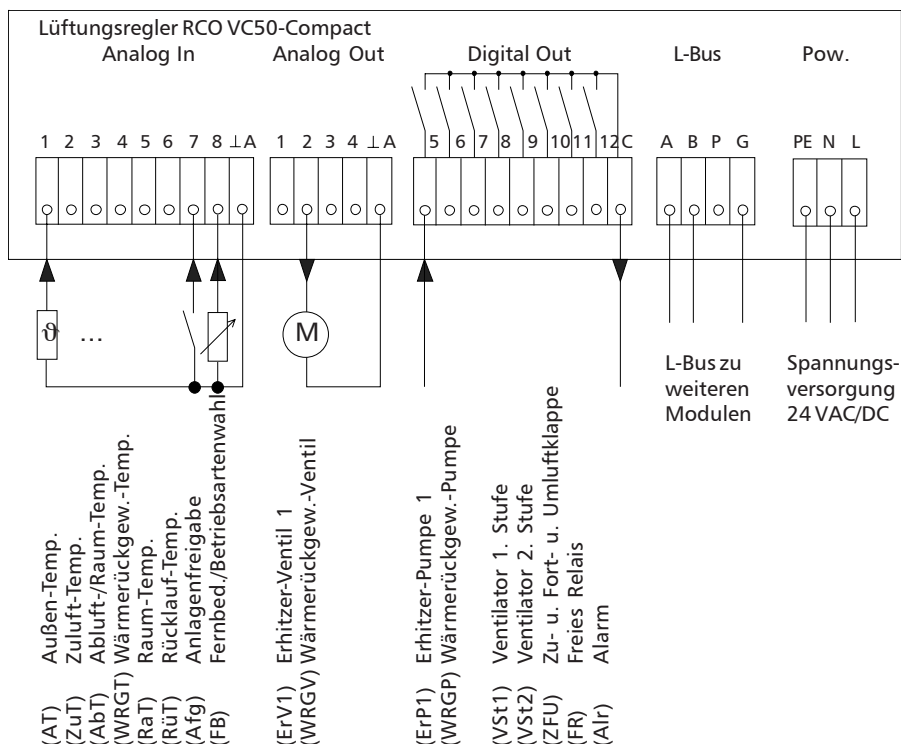 Lüftungsregler RCO VC50-Compact
Analog In
Analog Out
Digital Out
L-Bus
Pow.
1 2 3 4 5 6 7 8 ⊥ A
1 2 3 4 ⊥ A
5 6 7 8 9 10 11 12 C
A B P G
PE N L
ϑ ...
M
L-Bus zu
weiteren
Modulen
Spannungs-
versorgung
24 VAC/DC
(AT) Außen-Temp.
(ZuT) Zuluft-Temp.
(AbT) Abluft-/Raum-Temp.
(WRGT) Wärmerückgew.-Temp.
(RaT) Raum-Temp.
(RüT) Rücklauf-Temp.
(Afg) Anlagenfreigabe
(FB) Fernbed./Betriebsartenwahl
(ErV1) Erhitzer-Ventil 1
(WRGV) Wärmerückgew.-Ventil
(ErP1) Erhitzer-Pumpe 1
(WRGP) Wärmerückgew.-Pumpe
(VSt1) Ventilator 1. Stufe
(VSt2) Ventilator 2. Stufe
(ZFU) Zu- u. Fort- u. Umluftklappe
(FR) Freies Relais
(Alr) Alarm